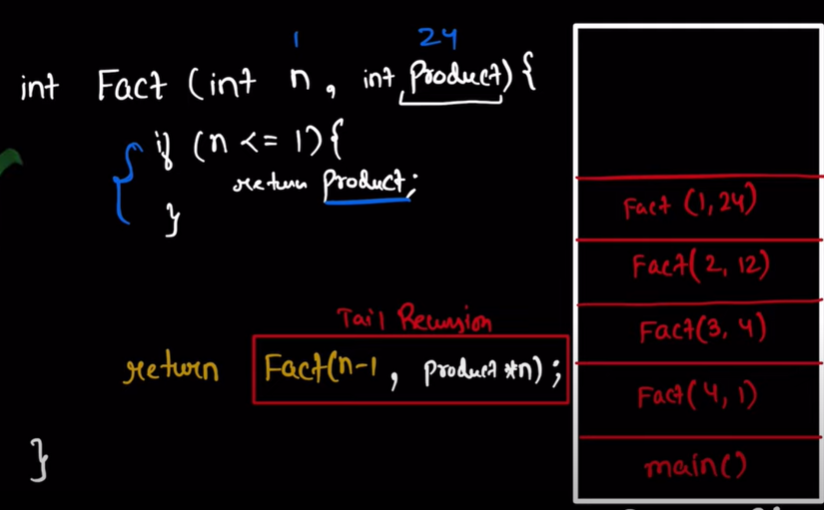 1 24
int Fact (int n, int product) {
if (n <= 1) {
return product;
}
Tail Recursion
return Fact(n-1, product *n);
}
Fact (1, 24)
Fact( 2, 12)
Fact(3, 4)
Fact( 4, 1)
main()